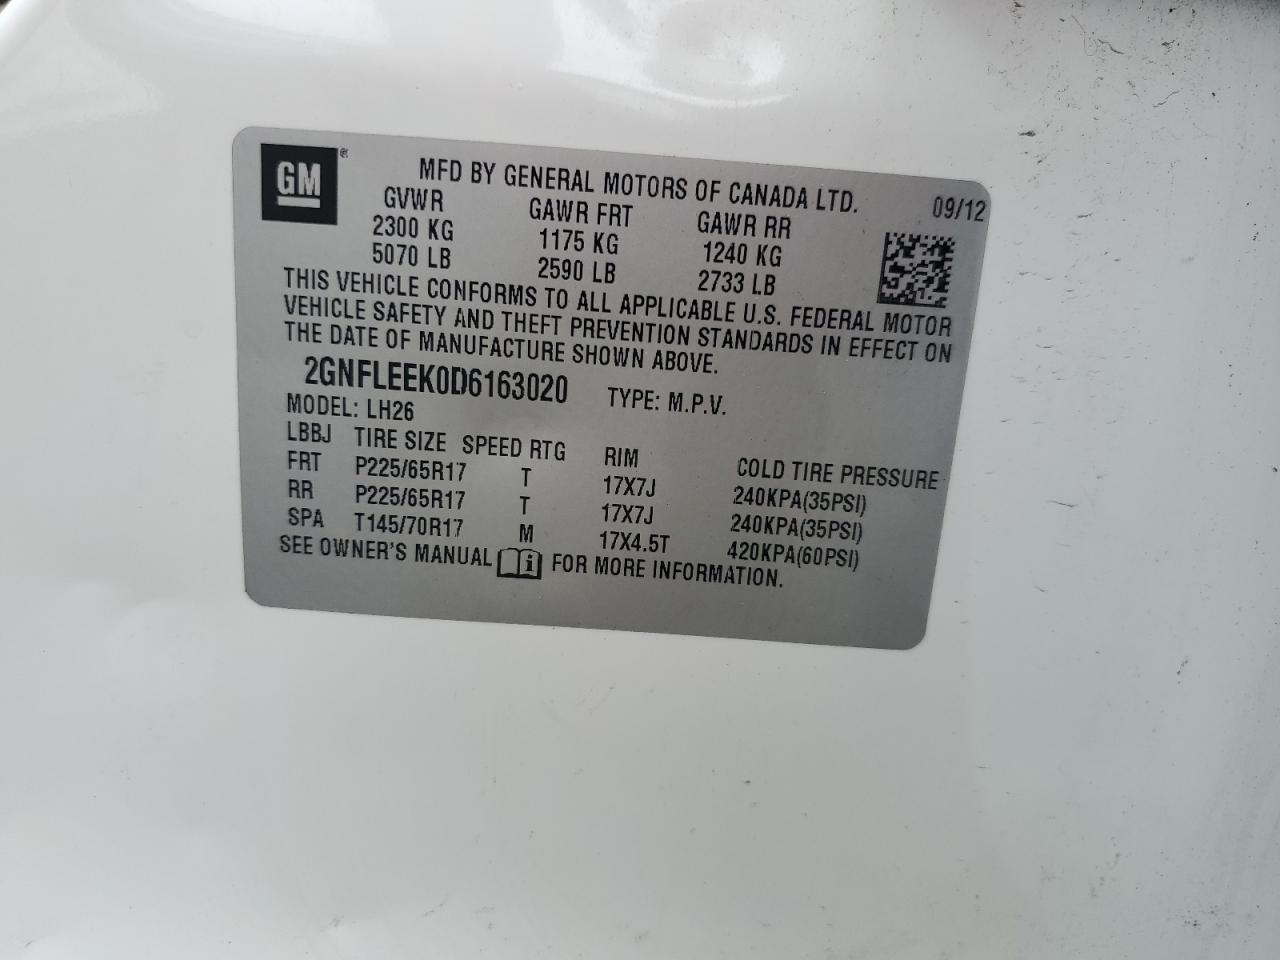 GM ®
MFD BY GENERAL MOTORS OF CANADA LTD. 09/12
GVWR GAWR FRT GAWR RR
2300 KG 1175 KG 1240 KG
5070 LB 2590 LB 2733 LB
THIS VEHICLE CONFORMS TO ALL APPLICABLE U.S. FEDERAL MOTOR
VEHICLE SAFETY AND THEFT PREVENTION STANDARDS IN EFFECT ON
THE DATE OF MANUFACTURE SHOWN ABOVE.
2GNFLEEK0D6163020 TYPE: M.P.V.
MODEL: LH26
LBBJ TIRE SIZE SPEED RTG RIM COLD TIRE PRESSURE
FRT P225/65R17 T 17X7J 240KPA(35PSI)
RR P225/65R17 T 17X7J 240KPA(35PSI)
SPA T145/70R17 M 17X4.5T 420KPA(60PSI)
SEE OWNER'S MANUAL i FOR MORE INFORMATION.